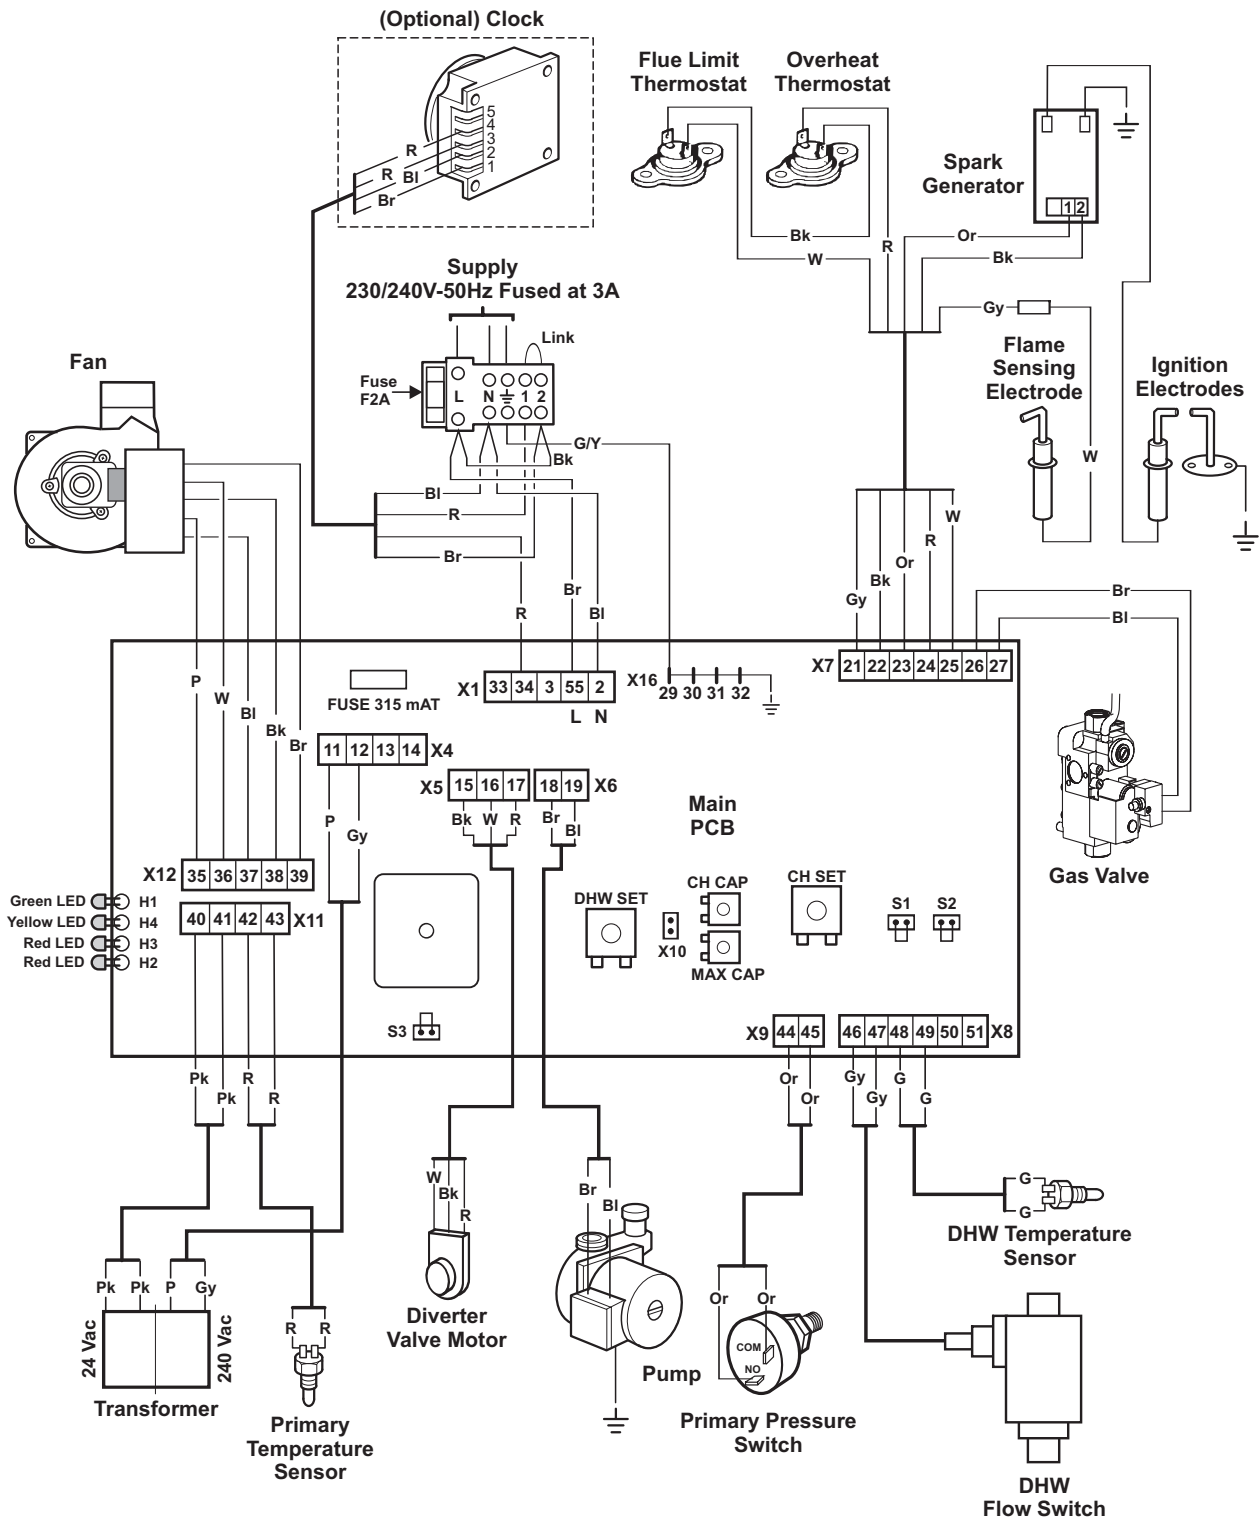 (Optional) Clock
5
4
3
2
1
R
R Bl
Br
Flue Limit
Thermostat
Overheat
Thermostat
Spark
Generator
1 2
Bk
W
R
Or
Bk
Gy
Supply
230/240V-50Hz Fused at 3A
Link
Fuse
F2A
L N 1 2
G/Y
Bk
Fan
Flame
Sensing
Electrode
Ignition
Electrodes
W
Bl
R
Br
R
Br
Bl
Gy
Bk
Or
R
W
Br
Bl
X1 33 34 3 55 2
L N
X16
29 30 31 32
X7 21 22 23 24 25 26 27
P
W
Bl
Bk
Br
FUSE 315 mAT
11 12 13 14 X4
P
Gy
X5 15 16 17
Bk W R
18 19 X6
Br
Bl
Main
PCB
Gas Valve
X12 35 36 37 38 39
40 41 42 43 X11
Green LED H1
Yellow LED H4
Red LED H3
Red LED H2
DHW SET
X10
CH CAP
MAX CAP
CH SET
S1
S2
S3
X9 44 45
46 47 48 49 50 51 X8
Pk
Pk
R
R
Or
Or
Gy
Gy
G
G
W
Bk
R
Br
Bl
G
G
DHW Temperature
Sensor
Pk Pk P Gy
24 Vac
240 Vac
Transformer
R R
Primary
Temperature
Sensor
Diverter
Valve Motor
Pump
Or Or
COM
NO
Primary Pressure
Switch
DHW
Flow Switch